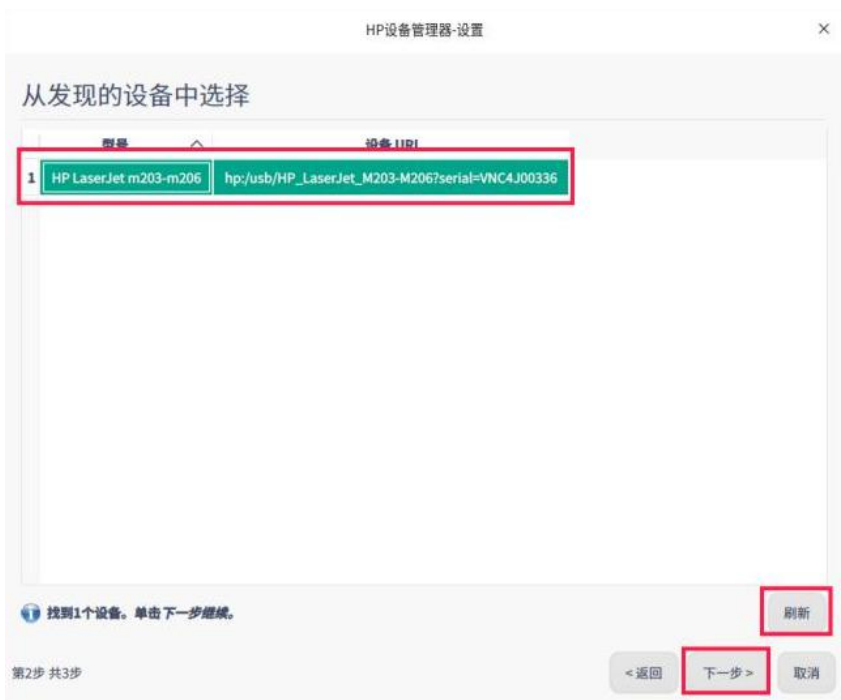 HP设备管理器-设置
从发现的设备中选择
型号 设备 URI
1 HP LaserJet m203-m206 hp:/usb/HP_LaserJet_M203-M206?serial=VNC4J00336
找到1个设备。单击下一步继续。
刷新
第2步 共3步 <返回 下一步> 取消